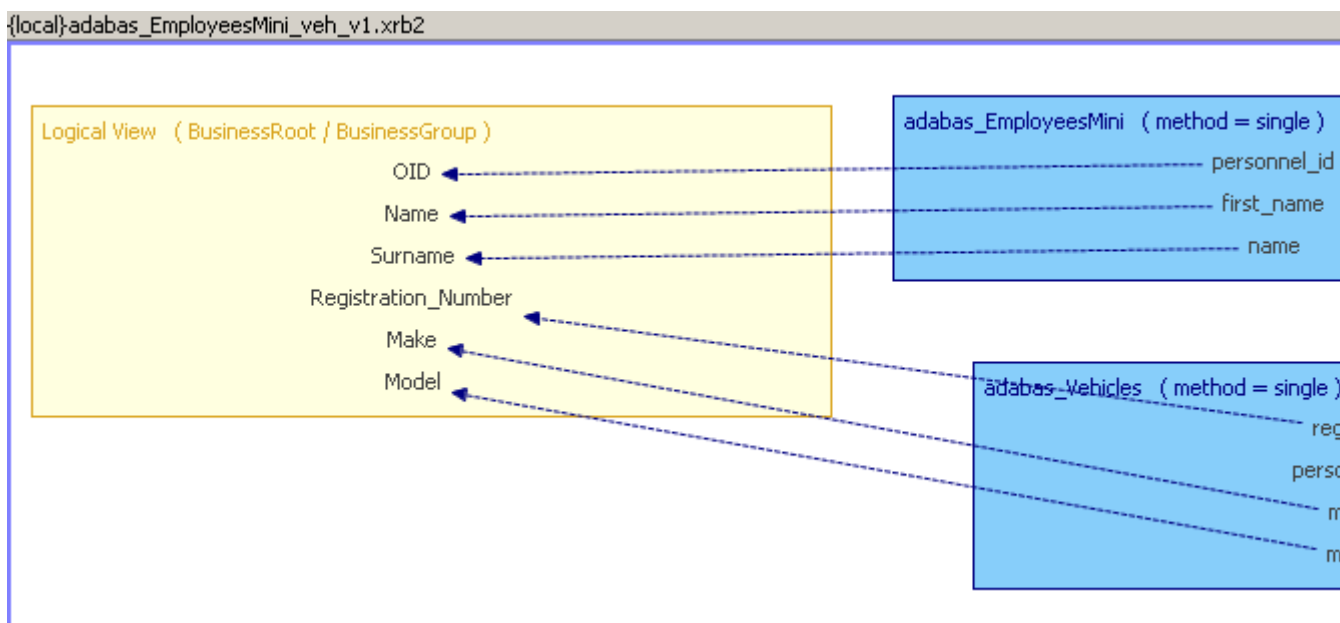 {local}adabas_EmployeesMini_veh_v1.xrb2
Logical View ( BusinessRoot / BusinessGroup )
OID
Name
Surname
Registration_Number
Make
Model
adabas_EmployeesMini ( method = single )
personnel_id
first_name
name
adabas_Vehicles ( method = single )